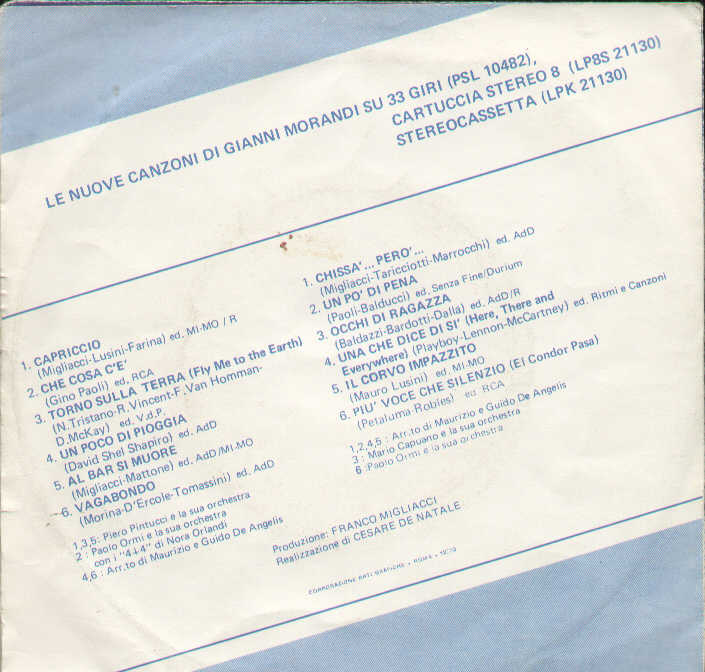 LE NUOVE CANZONI DI GIANNI MORANDI SU 33 GIRI (PSL 10482),
CARTUCCIA STEREO 8 (LP8S 21130)
STEREOCASSETTA (LPK 21130)
1. CAPRICCIO
(Migliacci-Lusini-Farina) ed. MI-MO / R
2. CHE COSA C'E'
(Gino Paoli) ed. RCA
3. TORNO SULLA TERRA (Fly Me to the Earth)
(N.Tristano-R.Vincent-F.Van Homman-
D.McKay) ed. V.d.P.
4. UN POCO DI PIOGGIA
(David Shel Shapiro) ed. AdD
5. AL BAR SI MUORE
(Migliacci-Mattone) ed. AdD/MI-MO
6. VAGABONDO
(Morina-D'Ercole-Tomassini) ed. AdD
1,3,5: Piero Pintucci e la sua orchestra
2 : Paolo Ormi e la sua orchestra
con i "4+4" di Nora Orlandi
4,6 : Arr.to di Maurizio e Guido De Angelis
1. CHISSA' ... PERO' ...
(Migliacci-Taricciotti-Marrocchi) ed. AdD
2. UN PO' DI PENA
(Paoli-Balducci) ed. Senza Fine/Durium
3. OCCHI DI RAGAZZA
(Baldazzi-Bardotti-Dalla) ed. AdD/R
4. UNA CHE DICE DI SI' (Here, There and
Everywhere) (Playboy-Lennon-McCartney) ed. Ritmi e Canzoni
5. IL CORVO IMPAZZITO
(Mauro Lusini) ed. MI-MO
6. PIU' VOCE CHE SILENZIO (El Condor Pasa)
(Petaluma-Robles) ed. RCA
1,2,4,5 : Arr.to di Maurizio e Guido De Angelis
3 : Mario Capuano e la sua orchestra
6 : Paolo Ormi e la sua orchestra
Produzione: FRANCO MIGLIACCI
Realizzazione di CESARE DE NATALE
CORPORAZIONE ARTI GRAFICHE • ROMA •